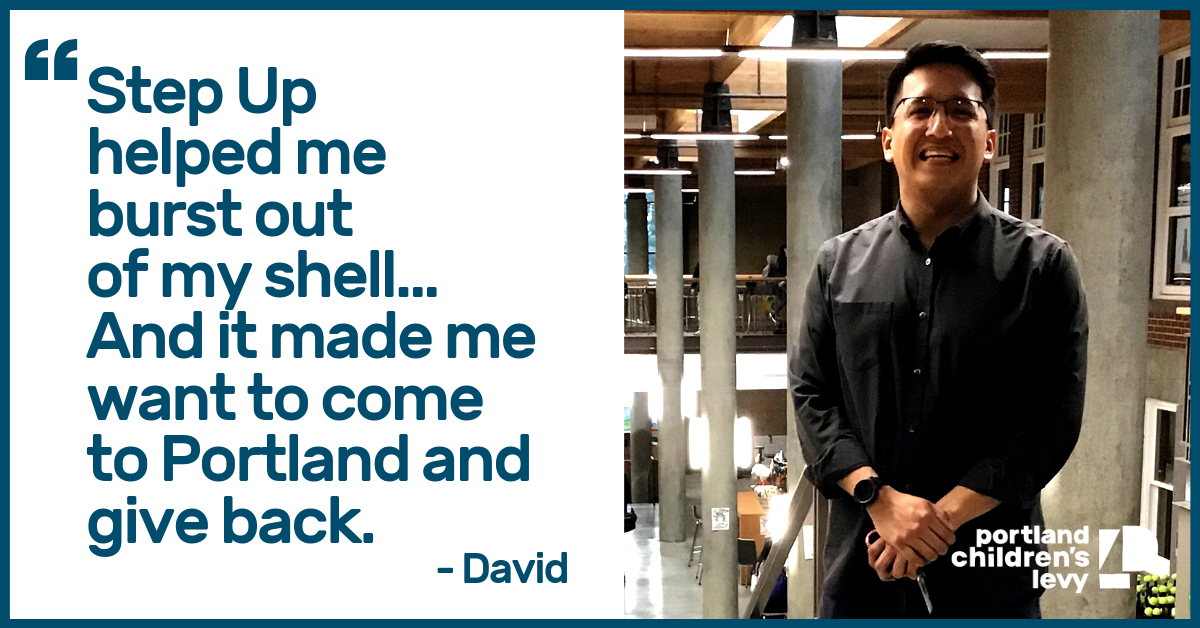 “
Step Up
helped me
burst out
of my shell...
And it made me
want to come
to Portland and
give back.
- David
portland
children's
levy